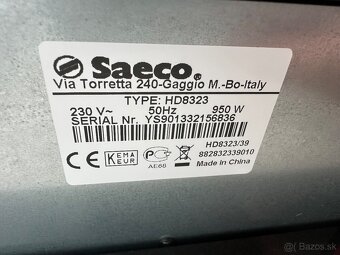 Saeco
Via Torretta 240-Gaggio M.-Bo-Italy
TYPE: HD8323
230 V~ 50Hz 950 W
SERIAL Nr. YS901332156836
HD8323/39
882832339010
Made in China
CE KEMA KEUR
AE68
Bazos.sk